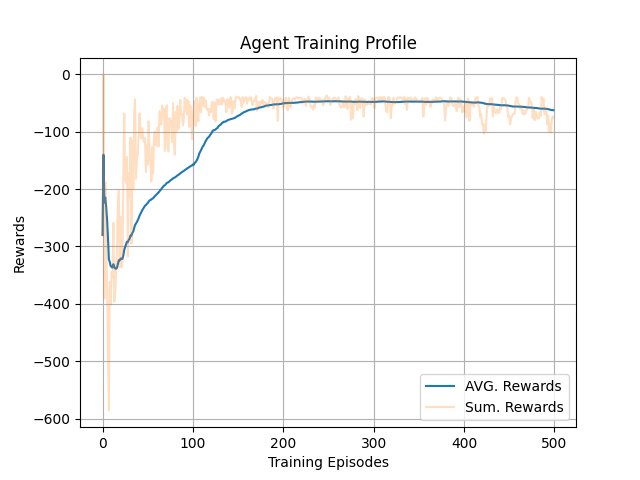 Agent Training Profile
Rewards
0
−100
−200
−300
−400
−500
−600
0 100 200 300 400 500
Training Episodes
AVG. Rewards
Sum. Rewards